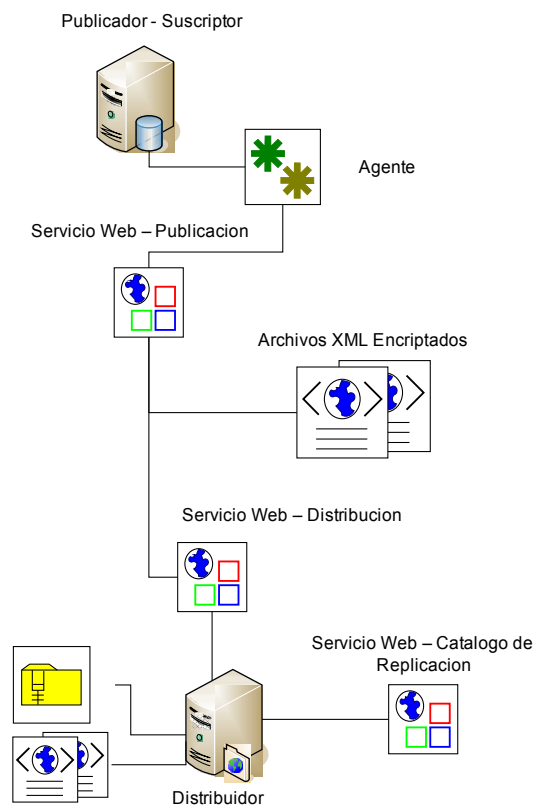 Publicador - Suscriptor
Agente
Servicio Web – Publicacion
Archivos XML Encriptados
Servicio Web – Distribucion
Servicio Web – Catalogo de
Replicacion
Distribuidor